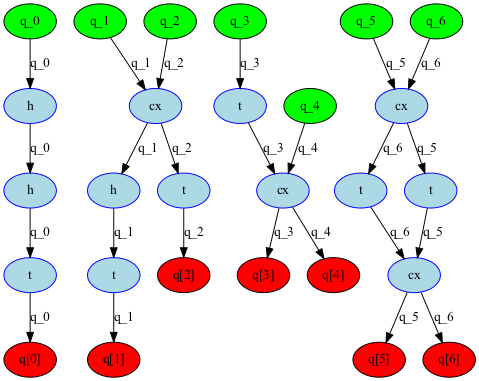 q_0 q_1 q_2 q_3 q_5 q_6
q_0 q_1 q_2 q_3 q_4 q_5 q_6
h cx t cx
q_0 q_1 q_2 q_3 q_4 q_6 q_5
h h t cx t t
q_0 q_1 q_2 q_3 q_4 q_6 q_5
t t q[2] q[3] q[4] cx
q_0 q_1 q_5 q_6
q[0] q[1] q[5] q[6]